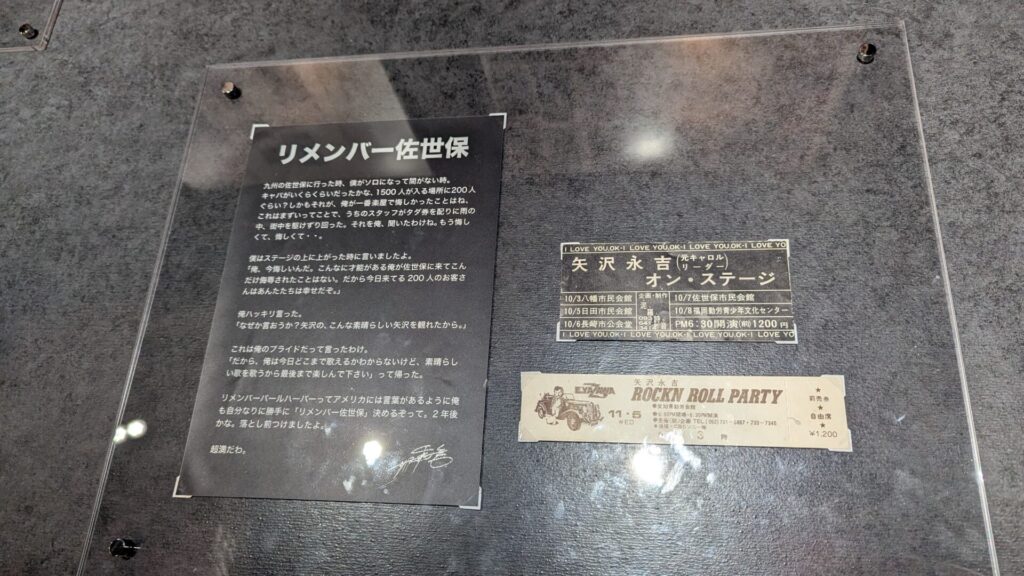 リメンバー佐世保
九州の佐世保に行った時、僕がソロになって間がない時。
キャパがいくらくらいだったかな、1500人が入る場所に200人
ぐらい？しかもそれが、俺が一番楽屋で悔しかったことはね、
これはまずいってことで、うちのスタッフがタダ券を配りに雨の
中、街中を駆けずり回った。それを俺、聞いたわけね。もう悔し
くて、悔しくて・・。
僕はステージの上に上がった時に言いましたよ。
「俺、今悔しいんだ。こんなに才能がある俺が佐世保に来てこん
だけ侮辱されたことはない。だから今日来てる200人のお客さ
んはあんたたちは幸せだぞ。」
俺ハッキリ言った。
「なぜか言おうか？矢沢の、こんな素晴らしい矢沢を観れたから。」
これは俺のプライドだって言ったわけ。
「だから、俺は今日どこまで歌えるかわからないけど、素晴らし
い歌を歌うから最後まで楽しんで下さい」って帰った。
リメンバーパールハーバーってアメリカには言葉があるように俺
も自分なりに勝手に「リメンバー佐世保」決めるぞって。2年後
かな。落とし前つけましたよ。
超満だわ。
I LOVE YOU,OK・I LOVE YOU,OK・I LOVE YOU,OK・I LOVE YO
矢沢永吉(元キャロルリーダー)
オン・ステージ
10/3八幡市民会館
10/5日田市民会館
10/6長崎市公会堂
企画・制作
10/7佐世保市民会館
10/8福岡勤労青少年文化センター
PM6:30開演(税)1200円
I LOVE YOU,OK・I LOVE YOU,OK・I LOVE YOU,OK・I LOVE YO
E.YAZAWA
矢沢永吉
ROCKN ROLL PARTY
11・5
WED
●愛知県勤労会館
前売券
自由席
¥1,200